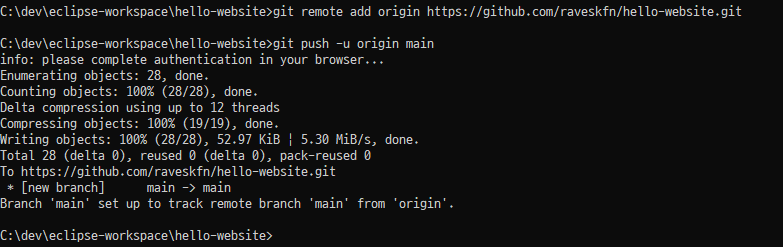 C:\dev\eclipse-workspace\hello-website>git remote add origin https://github.com/raveskfn/hello-website.git
C:\dev\eclipse-workspace\hello-website>git push -u origin main
info: please complete authentication in your browser...
Enumerating objects: 28, done.
Counting objects: 100% (28/28), done.
Delta compression using up to 12 threads
Compressing objects: 100% (19/19), done.
Writing objects: 100% (28/28), 52.97 KiB ¦ 5.30 MiB/s, done.
Total 28 (delta 0), reused 0 (delta 0), pack-reused 0
To https://github.com/raveskfn/hello-website.git
 * [new branch]      main -> main
Branch 'main' set up to track remote branch 'main' from 'origin'.
C:\dev\eclipse-workspace\hello-website>